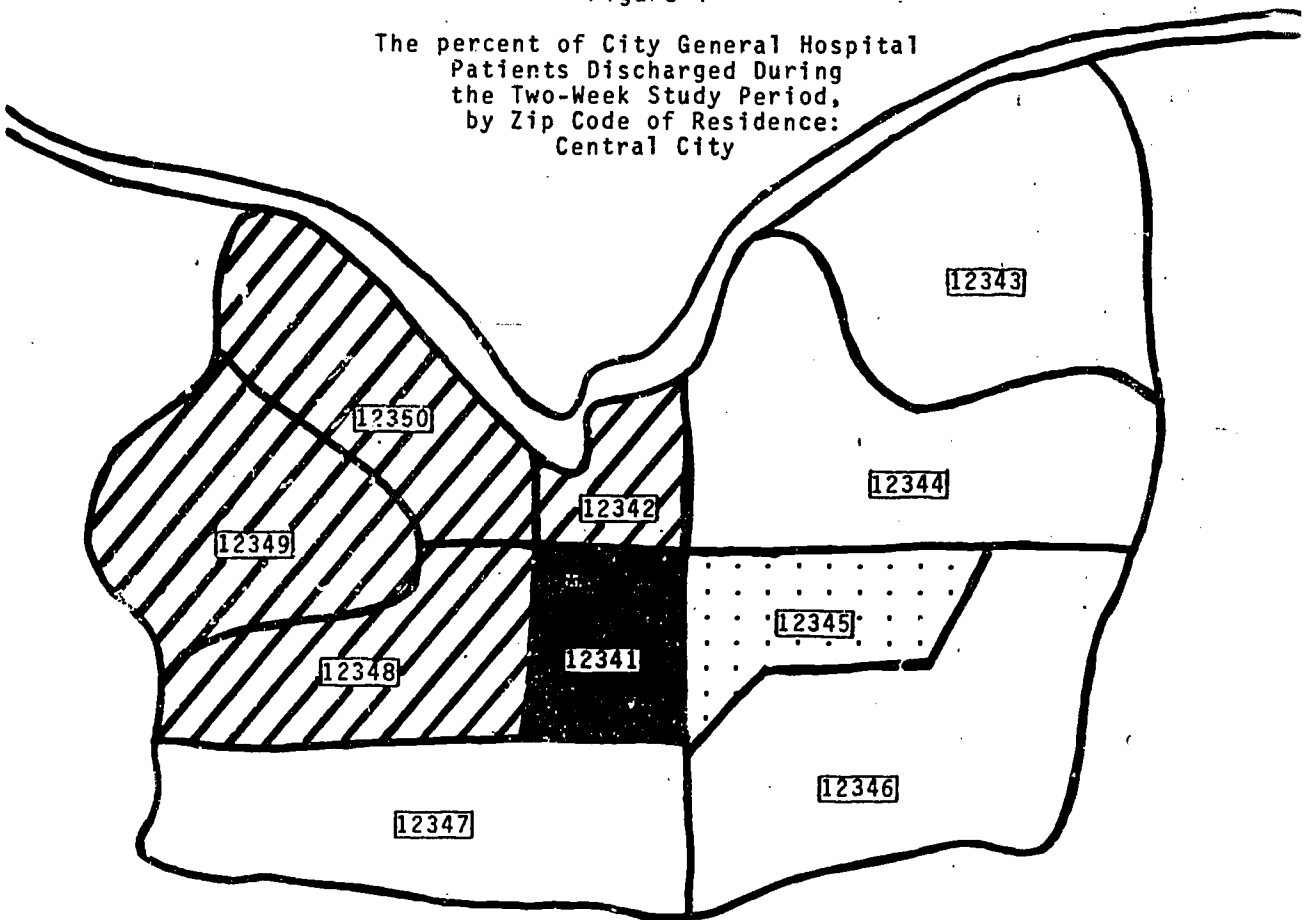 The percent of City General Hospital
Patients Discharged During
the Two-Week Study Period,
by Zip Code of Residence:
Central City
12343
12350
12344
12342
12349
12345
12341
12348
12346
12347